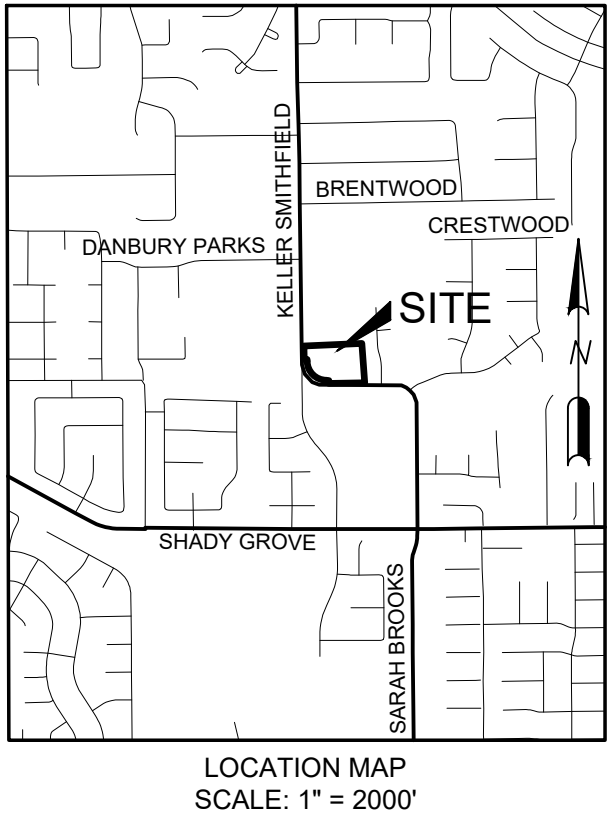 KELLER SMITHFIELD
BRENTWOOD
CRESTWOOD
DANBURY PARKS
SITE
N
SHADY GROVE
SARAH BROOKS
LOCATION MAP
SCALE: 1" = 2000'